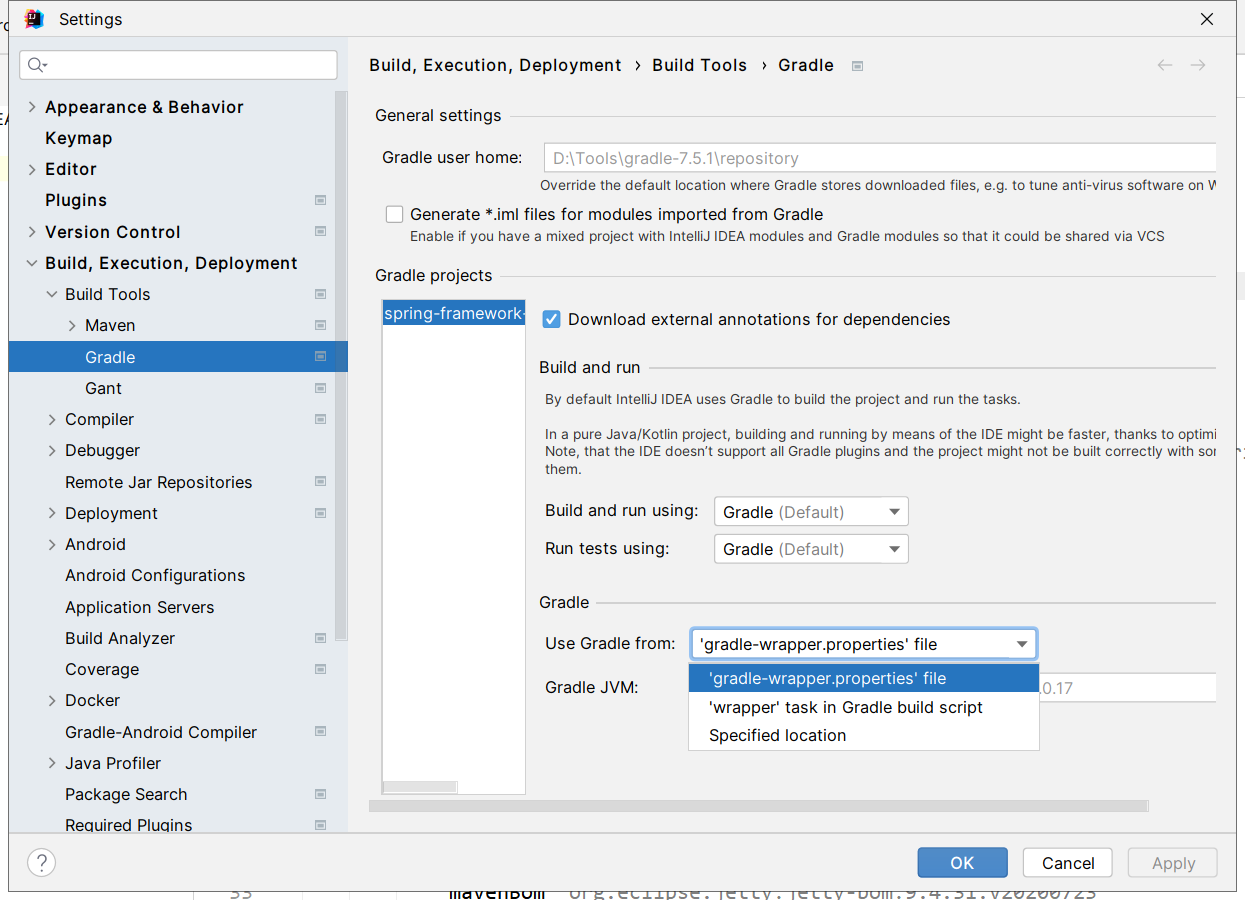 Settings
Build, Execution, Deployment › Build Tools › Gradle
Appearance & Behavior
Keymap
Editor
Plugins
Version Control
Build, Execution, Deployment
Build Tools
Maven
Gradle
Gant
Compiler
Debugger
Remote Jar Repositories
Deployment
Android
Android Configurations
Application Servers
Build Analyzer
Coverage
Docker
Gradle-Android Compiler
Java Profiler
Package Search
Required Plugins
General settings
Gradle user home: D:\Tools\gradle-7.5.1\repository
Override the default location where Gradle stores downloaded files, e.g. to tune anti-virus software on W
Generate *.iml files for modules imported from Gradle
Enable if you have a mixed project with IntelliJ IDEA modules and Gradle modules so that it could be shared via VCS
Gradle projects
spring-framework-
Download external annotations for dependencies
Build and run
By default IntelliJ IDEA uses Gradle to build the project and run the tasks.
In a pure Java/Kotlin project, building and running by means of the IDE might be faster, thanks to optimi
Note, that the IDE doesn't support all Gradle plugins and the project might not be built correctly with sor
them.
Build and run using: Gradle (Default)
Run tests using: Gradle (Default)
Gradle
Use Gradle from: 'gradle-wrapper.properties' file
'gradle-wrapper.properties' file
Gradle JVM: .0.17
'wrapper' task in Gradle build script
Specified location
? OK Cancel Apply
33 mavenBom "org.eclipse.jetty:jetty-bom:9.4.31.v20200723